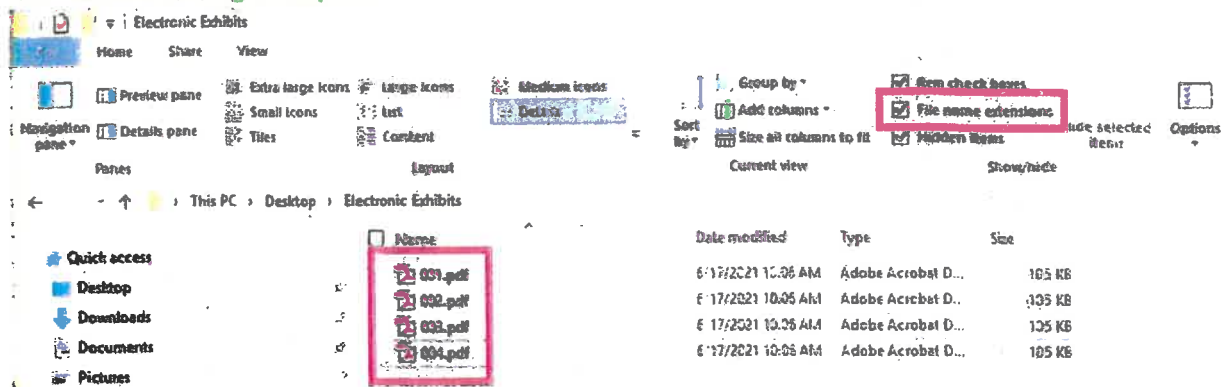 Electronic Exhibits
Home Share View
Navigation pane
Preview pane
Details pane
Panes
Extra large icons Large icons Medium icons
Small icons List Details
Tiles Content
Layout
Sort by
Group by
Add columns
Size all columns to fit
Current view
Item check boxes
File name extensions
Hidden items
selected items
Show/hide
Options
This PC › Desktop › Electronic Exhibits
Quick access
Desktop
Downloads
Documents
Pictures
Name Date modified Type Size
001.pdf 6/17/2021 10:06 AM Adobe Acrobat D... 105 KB
002.pdf 6/17/2021 10:06 AM Adobe Acrobat D... 105 KB
003.pdf 6/17/2021 10:06 AM Adobe Acrobat D... 105 KB
004.pdf 6/17/2021 10:06 AM Adobe Acrobat D... 105 KB